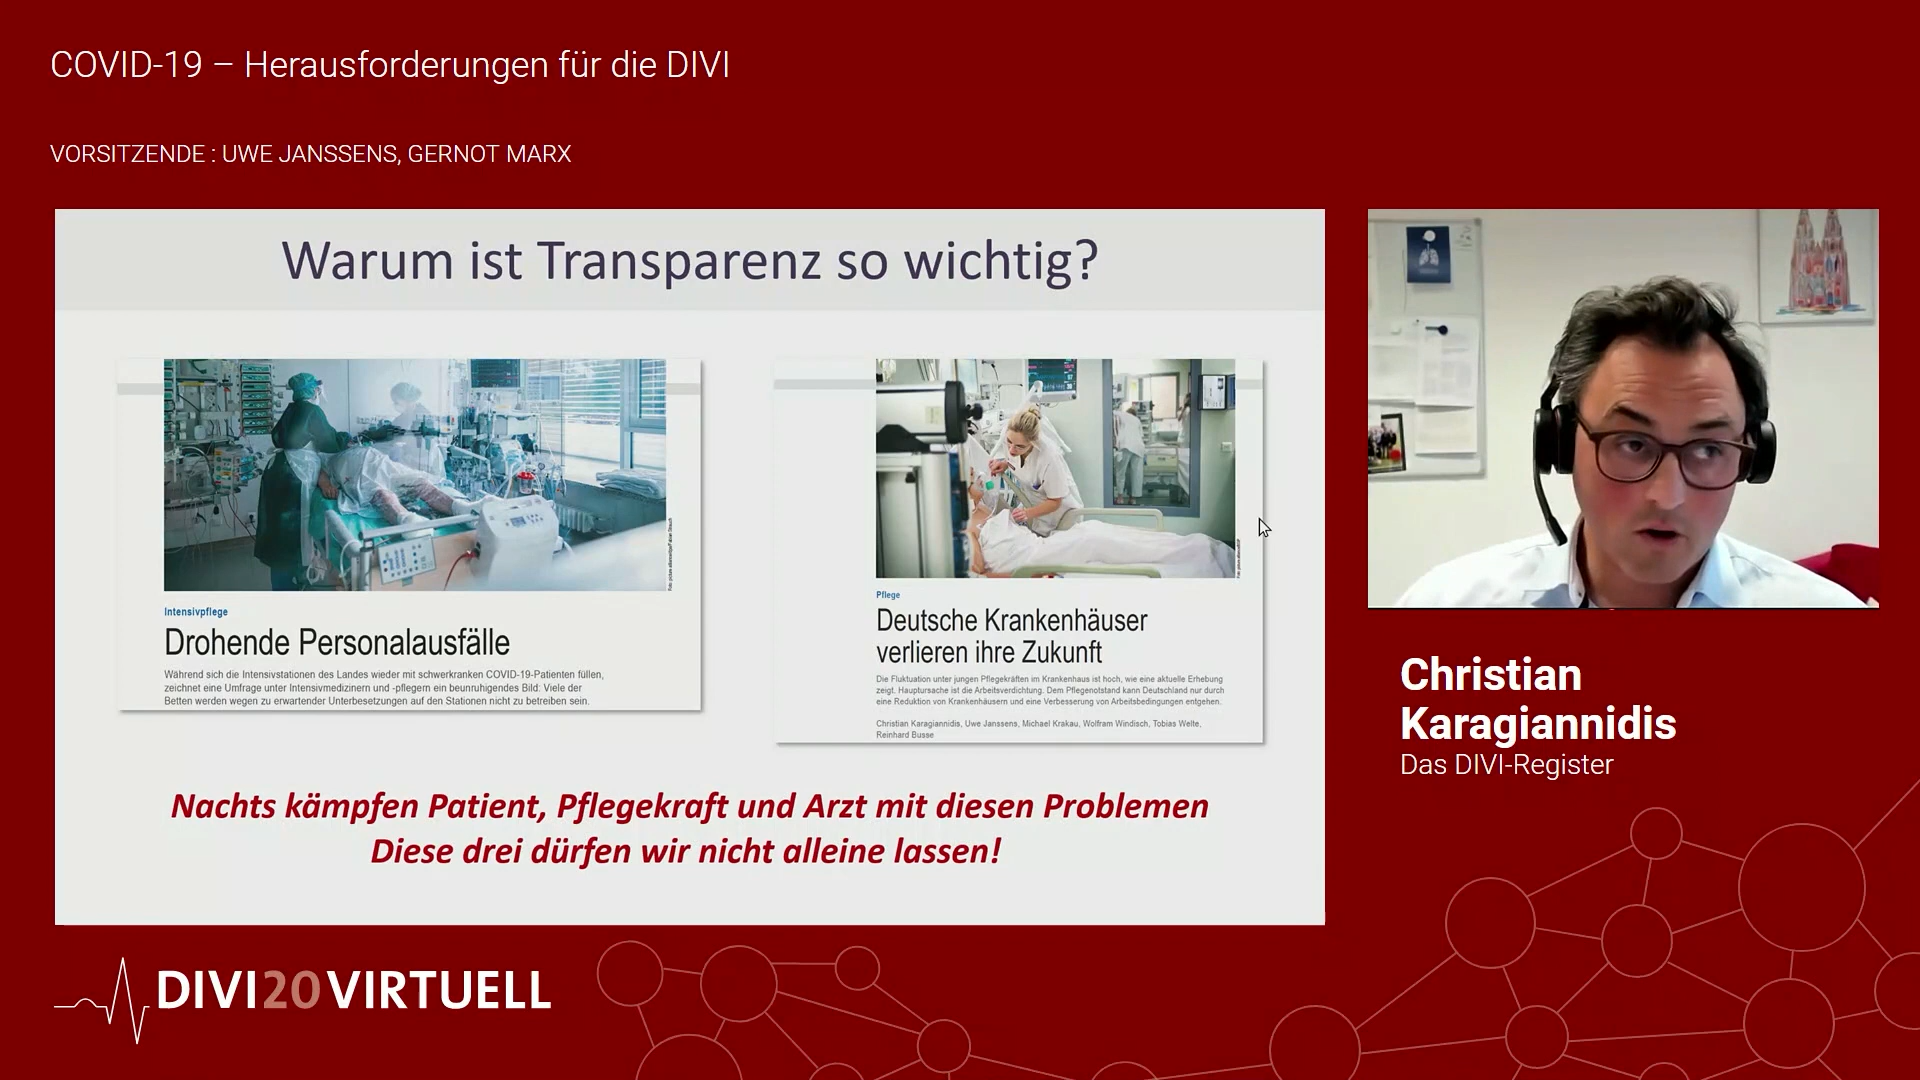 COVID-19 – Herausforderungen für die DIVI
VORSITZENDE : UWE JANSSENS, GERNOT MARX
Warum ist Transparenz so wichtig?
Intensivpflege
Drohende Personalausfälle
Während sich die Intensivstationen des Landes wieder mit schwerkranken COVID-19-Patienten füllen,
zeichnet eine Umfrage unter Intensivmedizinern und -pflegern ein beunruhigendes Bild: Viele der
Betten werden wegen zu erwartender Unterbesetzungen auf den Stationen nicht zu betreiben sein.
Pflege
Deutsche Krankenhäuser
verlieren ihre Zukunft
Die Fluktuation unter jungen Pflegekräften im Krankenhaus ist hoch, wie eine aktuelle Erhebung
zeigt. Hauptursache ist die Arbeitsverdichtung. Dem Pflegenotstand kann Deutschland nur durch
eine Reduktion von Krankenhäusern und eine Verbesserung von Arbeitsbedingungen entgehen.
Christian Karagiannidis, Uwe Janssens, Michael Krakau, Wolfram Windisch, Tobias Welte,
Reinhard Busse
Nachts kämpfen Patient, Pflegekraft und Arzt mit diesen Problemen
Diese drei dürfen wir nicht alleine lassen!
Christian
Karagiannidis
Das DIVI-Register
DIVI20VIRTUELL